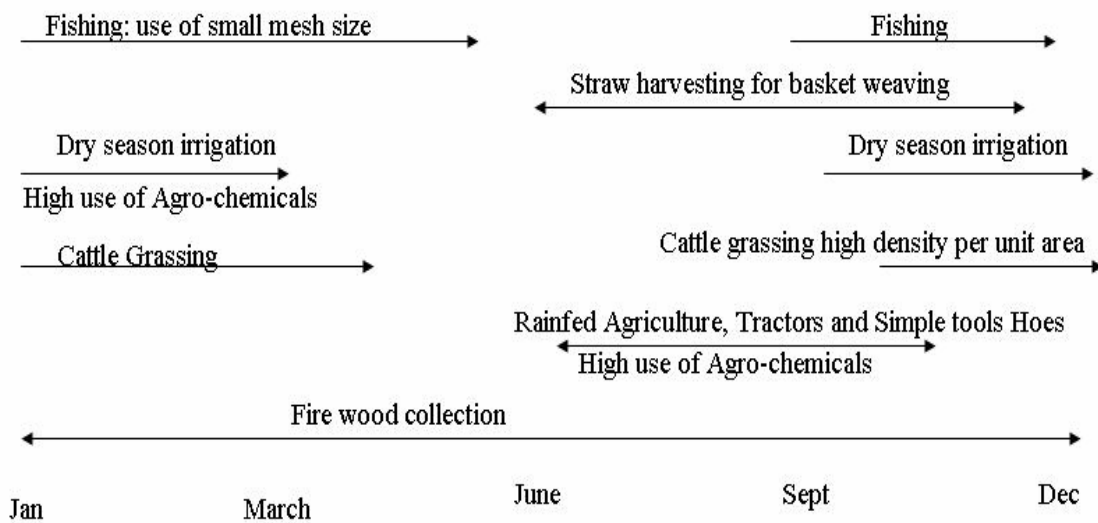 Fishing: use of small mesh size
Fishing
Straw harvesting for basket weaving
Dry season irrigation
Dry season irrigation
High use of Agro-chemicals
Cattle Grassing
Cattle grassing high density per unit area
Rainfed Agriculture, Tractors and Simple tools Hoes
High use of Agro-chemicals
Fire wood collection
Jan
March
June
Sept
Dec